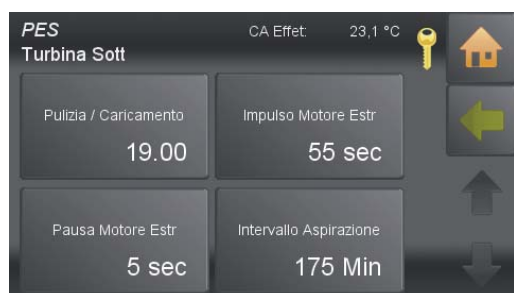 PES CA Effet: 23,1 °C
Turbina Sott
Pulizia / Caricamento
19.00
Impulso Motore Estr
55 sec
Pausa Motore Estr
5 sec
Intervallo Aspirazione
175 Min